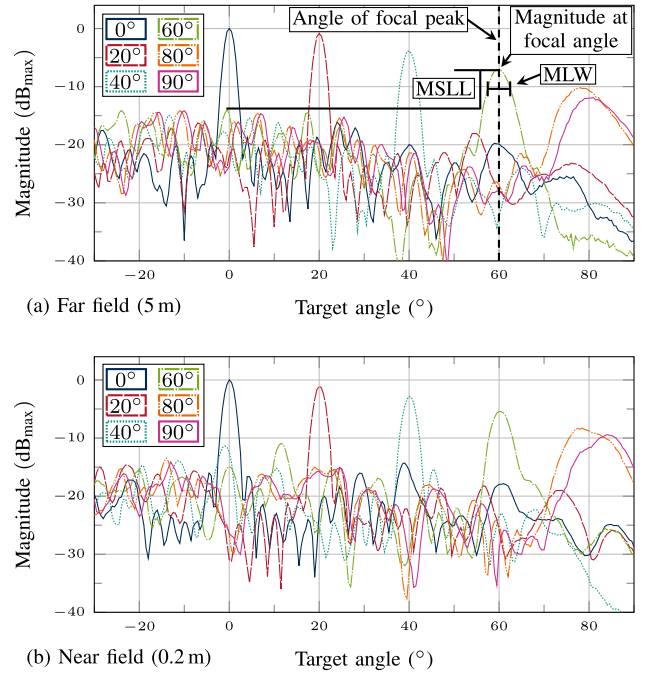 Angle of focal peak
Magnitude at
focal angle
MSLL
MLW
0° 60°
20° 80°
40° 90°
Magnitude (dBmax)
0
−10
−20
−30
−40
−20 0 20 40 60 80
(a) Far field (5 m)
Target angle (°)
0° 60°
20° 80°
40° 90°
Magnitude (dBmax)
0
−10
−20
−30
−40
−20 0 20 40 60 80
(b) Near field (0.2 m)
Target angle (°)